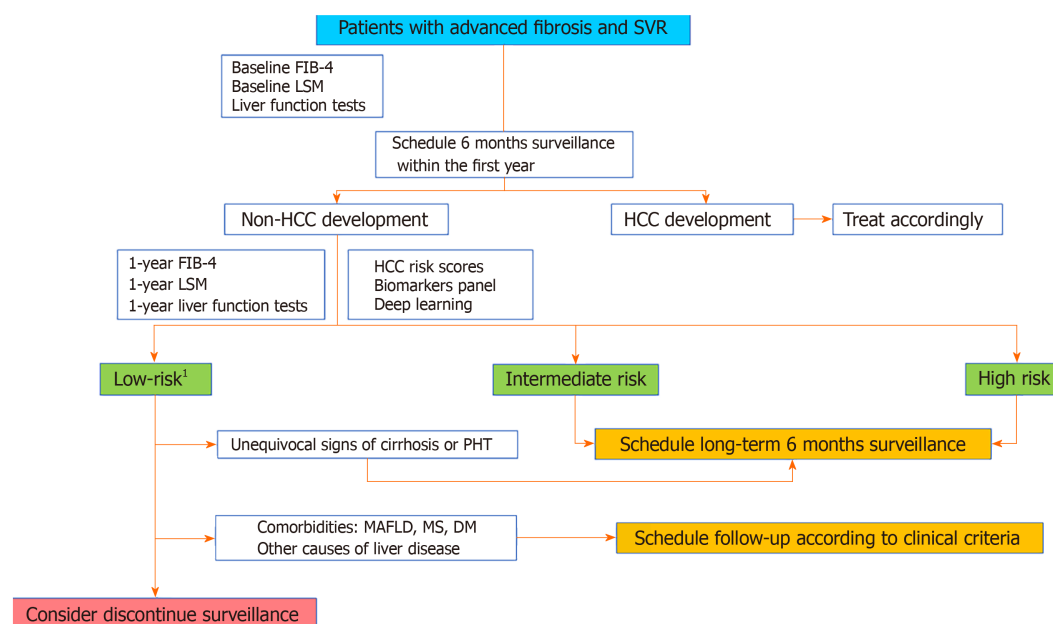 Patients with advanced fibrosis and SVR
Baseline FIB-4
Baseline LSM
Liver function tests
Schedule 6 months surveillance
within the first year
Non-HCC development
HCC development
Treat accordingly
1-year FIB-4
1-year LSM
1-year liver function tests
HCC risk scores
Biomarkers panel
Deep learning
Low-risk¹
Intermediate risk
High risk
Unequivocal signs of cirrhosis or PHT
Schedule long-term 6 months surveillance
Comorbidities: MAFLD, MS, DM
Other causes of liver disease
Schedule follow-up according to clinical criteria
Consider discontinue surveillance